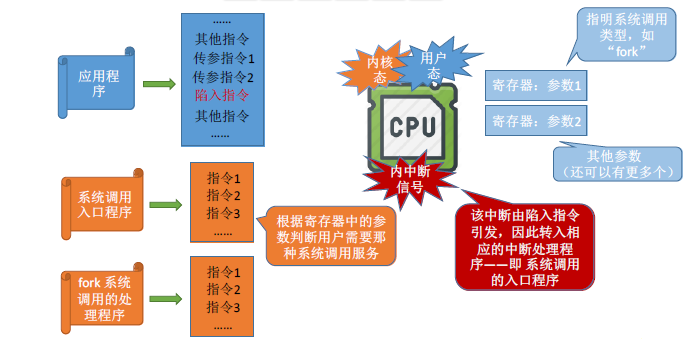 ……
其他指令
传参指令1
传参指令2
陷入指令
其他指令
……
应用程
序
内核
态
用户
态
CPU
内中断
信号
指明系统调用
类型，如
“fork”
寄存器：参数1
寄存器：参数2
其他参数
（还可以有更多个）
系统调用
入口程序
指令1
指令2
指令3
……
根据寄存器中的参
数判断用户需要那
种系统调用服务
该中断由陷入指令
引发，因此转入相
应的中断处理程
序——即 系统调用
的入口程序
fork 系统
调用的处
理程序
指令1
指令2
指令3
……